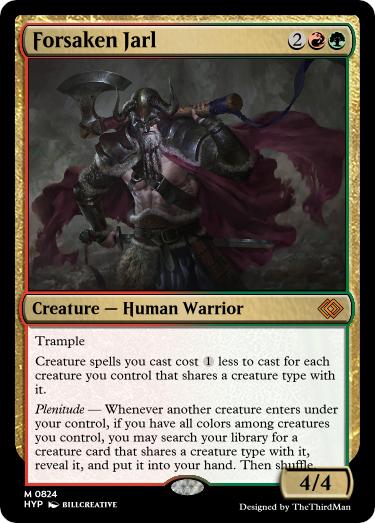 Forsaken Jarl 2
Creature — Human Warrior
Trample
Creature spells you cast cost 1 less to cast for each
creature you control that shares a creature type with
it.
Plenitude — Whenever another creature enters under
your control, if you have all colors among creatures
you control, you may search your library for a
creature card that shares a creature type with it,
reveal it, and put it into your hand. Then shuffle.
4/4
M 0824
HYP BILLCREATIVE
Designed by TheThirdMan